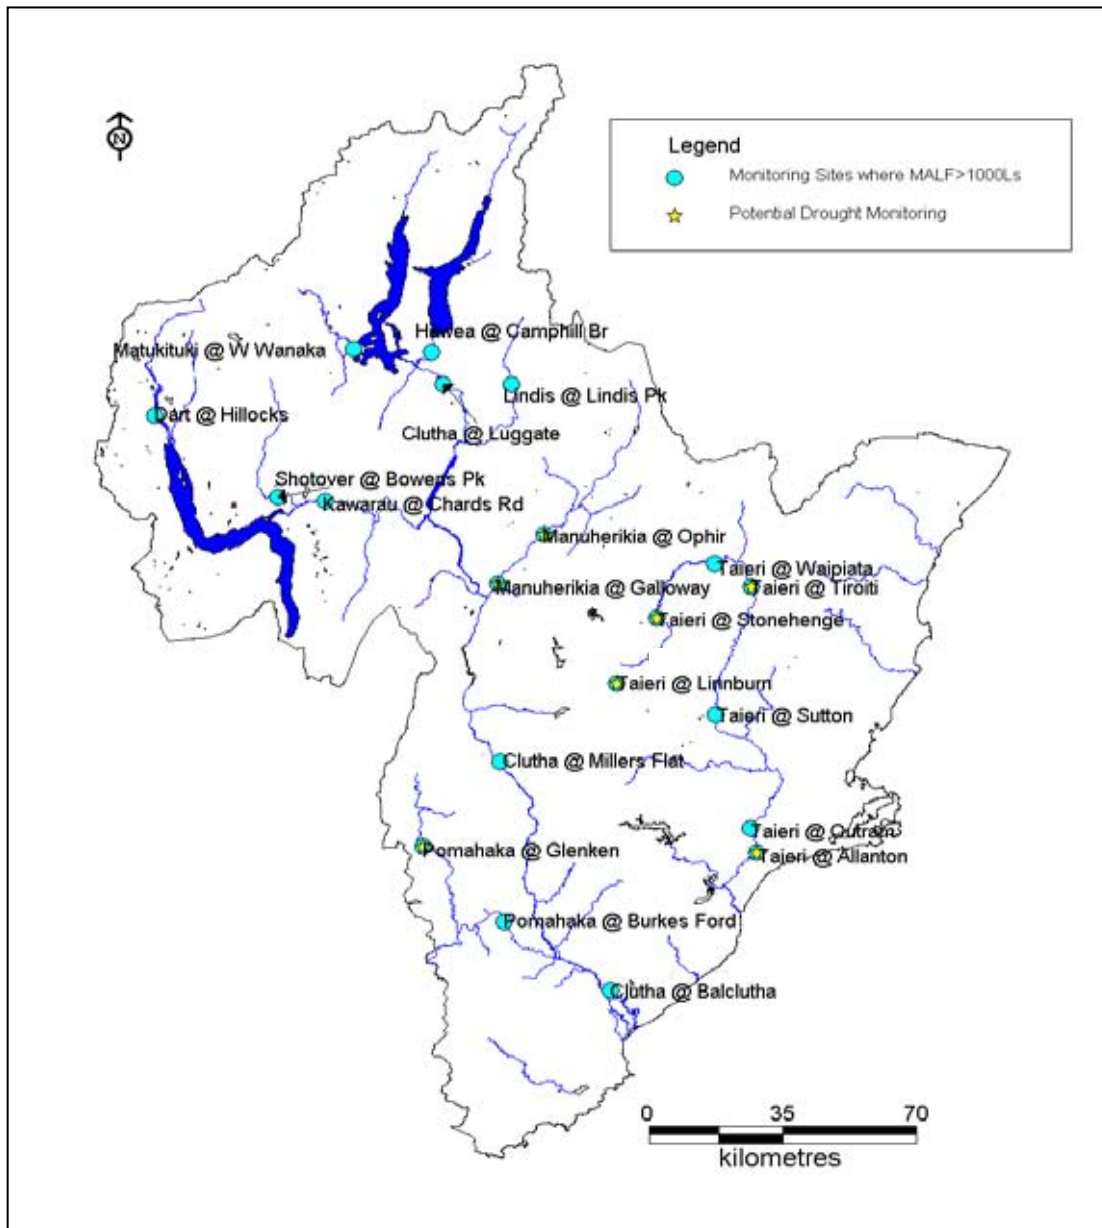 N
Legend
Monitoring Sites where MALF>1000Ls
Potential Drought Monitoring
Hawea @ Camphill Br
Matukituki @ W Wanaka
Lindis @ Lindis Pk
Dart @ Hillocks
Clutha @ Luggate
Shotover @ Bowens Pk
Kawarau @ Chards Rd
Manuherikia @ Ophir
Taieri @ Waipiata
Manuherikia @ Galloway
Taieri @ Tiroiti
Taieri @ Stonehenge
Taieri @ Linnburn
Taieri @ Sutton
Clutha @ Millers Flat
Taieri @ Outram
Pomahaka @ Glenken
Taieri @ Allanton
Pomahaka @ Burkes Ford
Clutha @ Balclutha
0 35 70
kilometres